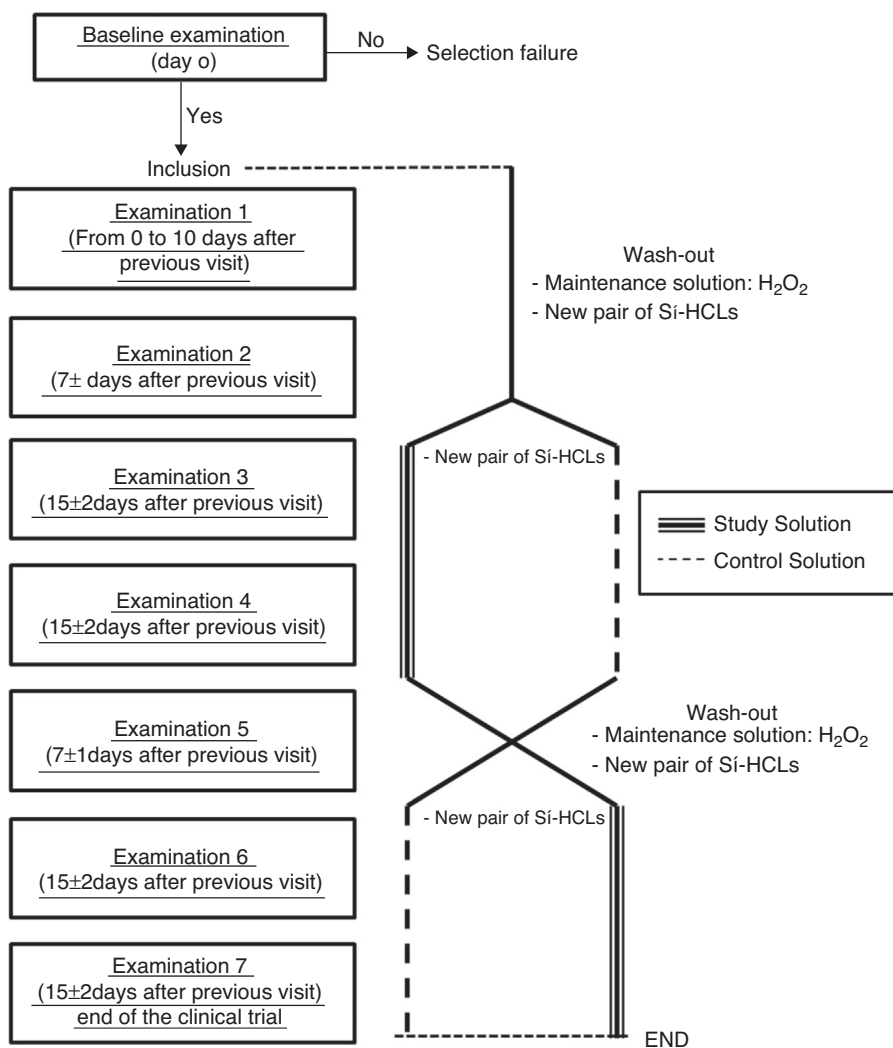 Baseline examination
(day o)
No
Selection failure
Yes
Inclusion
Examination 1
(From 0 to 10 days after
previous visit)
Wash-out
- Maintenance solution: H₂O₂
- New pair of Sí-HCLs
Examination 2
(7± days after previous visit)
- New pair of Sí-HCLs
Examination 3
(15±2days after previous visit)
Study Solution
Control Solution
Examination 4
(15±2days after previous visit)
Examination 5
(7±1days after previous visit)
Wash-out
- Maintenance solution: H₂O₂
- New pair of Sí-HCLs
- New pair of Sí-HCLs
Examination 6
(15±2days after previous visit)
Examination 7
(15±2days after previous visit)
end of the clinical trial
END